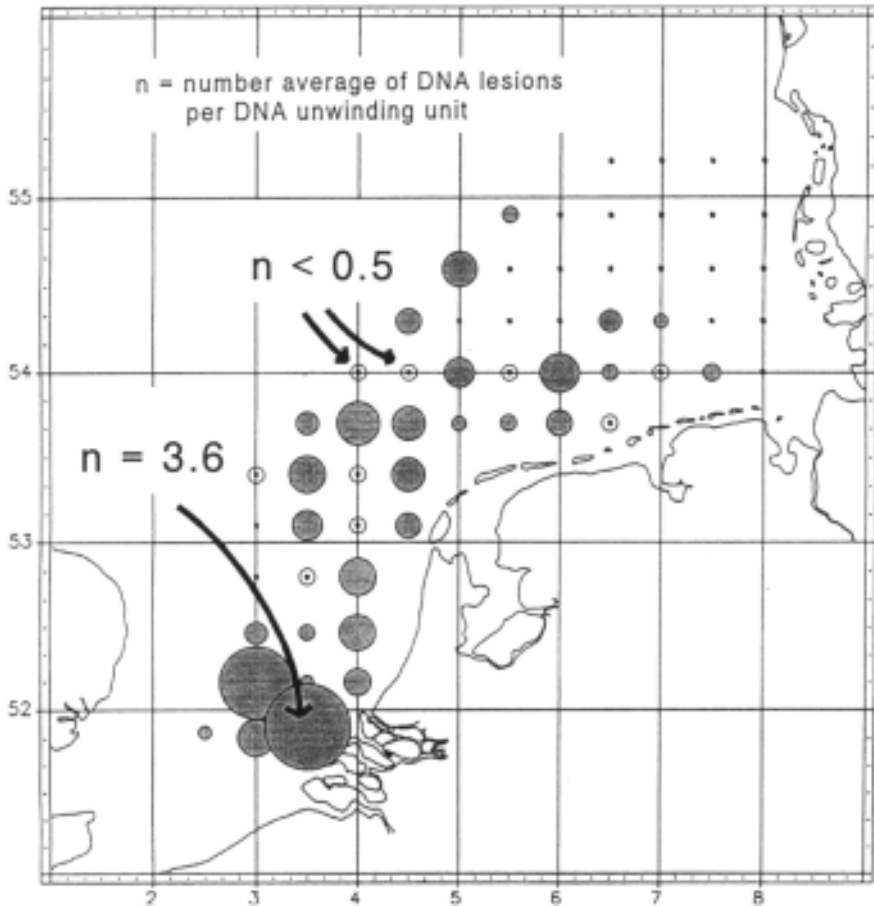 n = number average of DNA lesions
per DNA unwinding unit
55
n < 0.5
54
n = 3.6
53
52
2 3 4 5 6 7 8